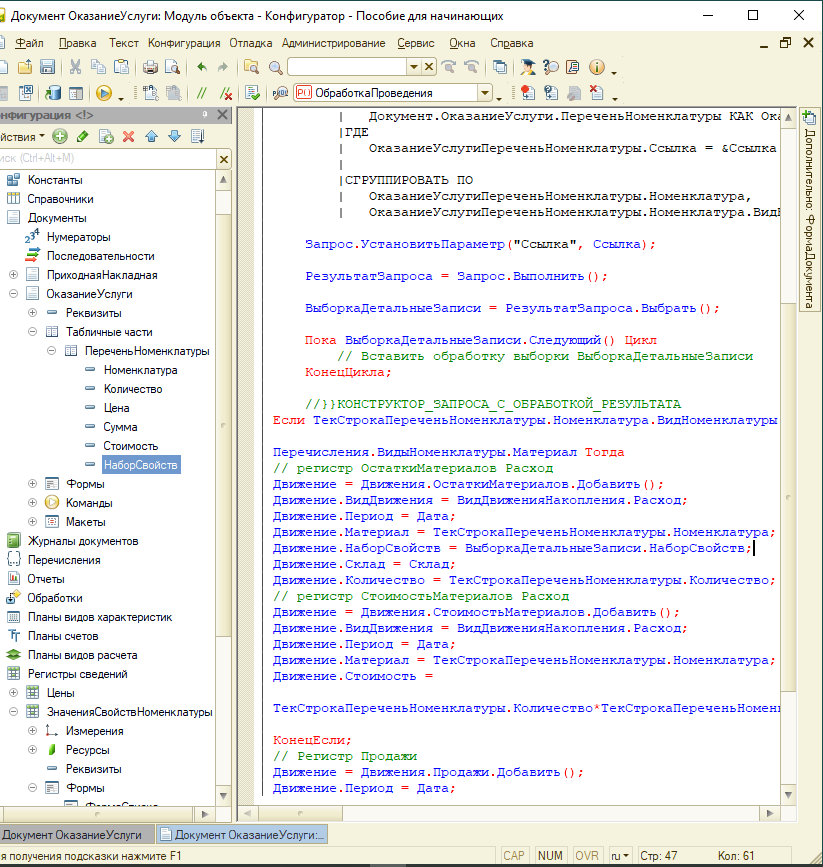 Документ ОказаниеУслуги: Модуль объекта - Конфигуратор - Пособие для начинающих
Файл Правка Текст Конфигурация Отладка Администрирование Сервис Окна Справка
ОбработкаПроведения
нфигурация <!>
йствия
иск (Ctrl+Alt+M)
Константы
Справочники
Документы
Нумераторы
Последовательности
ПриходнаяНакладная
ОказаниеУслуги
Реквизиты
Табличные части
ПереченьНоменклатуры
Номенклатура
Количество
Цена
Сумма
Стоимость
НаборСвойств
Формы
Команды
Макеты
Журналы документов
Перечисления
Отчеты
Обработки
Планы видов характеристик
Планы счетов
Планы видов расчета
Регистры сведений
Цены
ЗначенияСвойствНоменклатуры
Измерения
Ресурсы
Реквизиты
Формы
ФормаСписка
| Документ.ОказаниеУслуги.ПереченьНоменклатуры КАК Ока
|ГДЕ
| ОказаниеУслугиПереченьНоменклатуры.Ссылка = &Ссылка
|
|СГРУППИРОВАТЬ ПО
| ОказаниеУслугиПереченьНоменклатуры.Номенклатура,
| ОказаниеУслугиПереченьНоменклатуры.Номенклатура.ВидН
Запрос.УстановитьПараметр("Ссылка", Ссылка);
РезультатЗапроса = Запрос.Выполнить();
ВыборкаДетальныеЗаписи = РезультатЗапроса.Выбрать();
Пока ВыборкаДетальныеЗаписи.Следующий() Цикл
// Вставить обработку выборки ВыборкаДетальныеЗаписи
КонецЦикла;
//}}КОНСТРУКТОР_ЗАПРОСА_С_ОБРАБОТКОЙ_РЕЗУЛЬТАТА
Если ТекСтрокаПереченьНоменклатуры.Номенклатура.ВидНоменклатуры
Перечисления.ВидыНоменклатуры.Материал Тогда
// регистр ОстаткиМатериалов Расход
Движение = Движения.ОстаткиМатериалов.Добавить();
Движение.ВидДвижения = ВидДвиженияНакопления.Расход;
Движение.Период = Дата;
Движение.Материал = ТекСтрокаПереченьНоменклатуры.Номенклатура;
Движение.НаборСвойств = ВыборкаДетальныеЗаписи.НаборСвойств;
Движение.Склад = Склад;
Движение.Количество = ТекСтрокаПереченьНоменклатуры.Количество;
// регистр СтоимостьМатериалов Расход
Движение = Движения.СтоимостьМатериалов.Добавить();
Движение.ВидДвижения = ВидДвиженияНакопления.Расход;
Движение.Период = Дата;
Движение.Материал = ТекСтрокаПереченьНоменклатуры.Номенклатура;
Движение.Стоимость =
ТекСтрокаПереченьНоменклатуры.Количество*ТекСтрокаПереченьНомен
КонецЕсли;
// Регистр Продажи
Движение = Движения.Продажи.Добавить();
Движение.Период = Дата;
Дополнительно: ФормаДокумента
Документ ОказаниеУслуги
Документ ОказаниеУслуги:...
я получения подсказки нажмите F1
CAP NUM OVR ru Стр: 47 Кол: 61